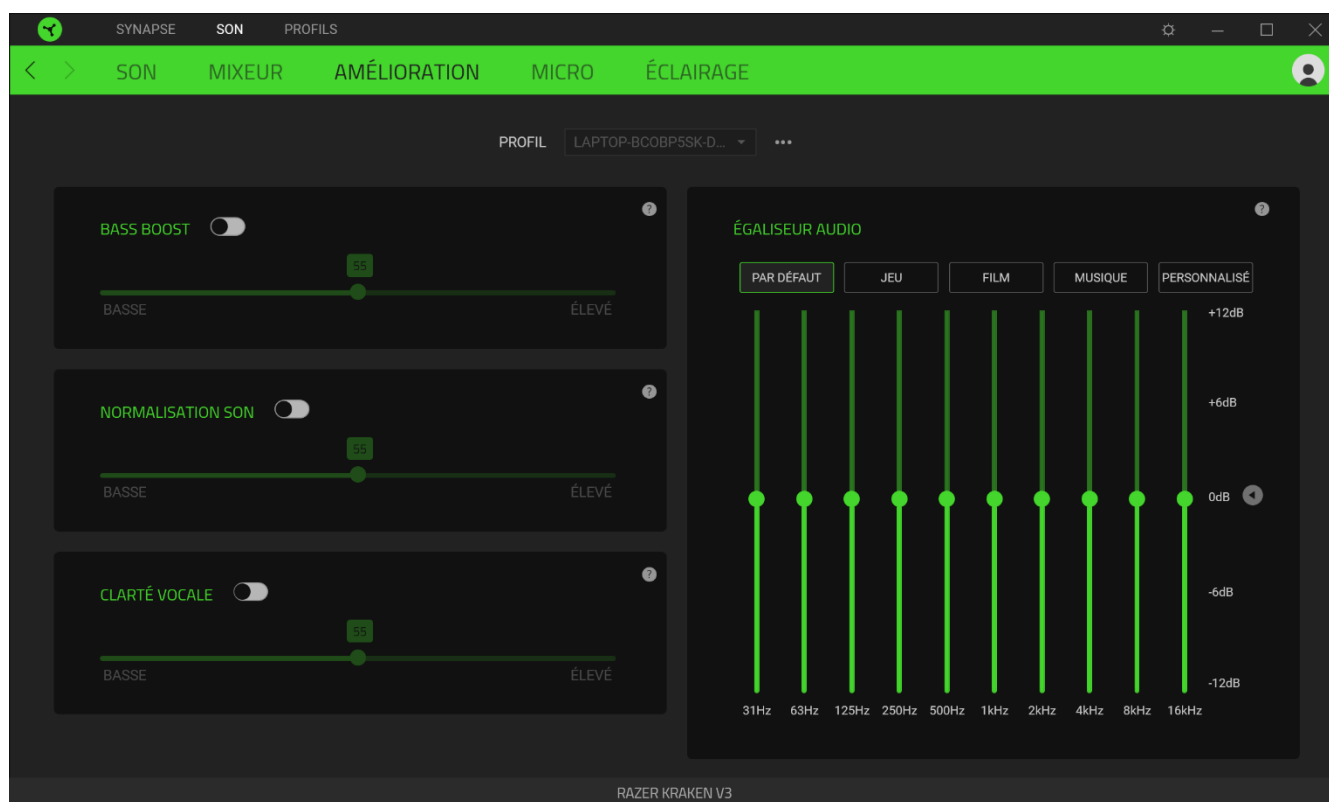 SYNAPSE SON PROFILS
SON MIXEUR AMÉLIORATION MICRO ÉCLAIRAGE
PROFIL LAPTOP-BCOBP5SK-D...
BASS BOOST
55
BASSE ÉLEVÉ
NORMALISATION SON
55
BASSE ÉLEVÉ
CLARTÉ VOCALE
55
BASSE ÉLEVÉ
ÉGALISEUR AUDIO
PAR DÉFAUT JEU FILM MUSIQUE PERSONNALISÉ
+12dB
+6dB
0dB
-6dB
-12dB
31Hz 63Hz 125Hz 250Hz 500Hz 1kHz 2kHz 4kHz 8kHz 16kHz
RAZER KRAKEN V3